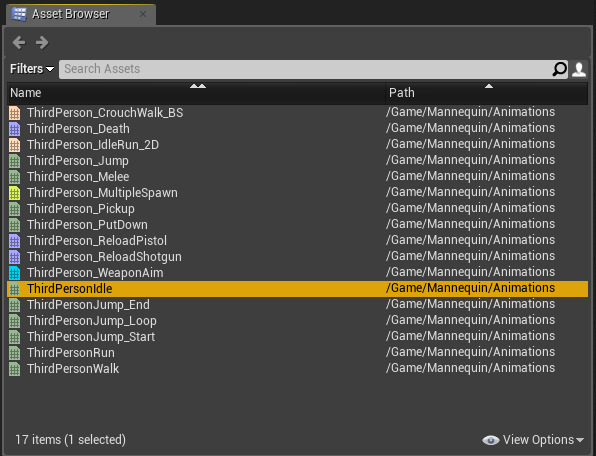 Asset Browser
Filters Search Assets
Name Path
ThirdPerson_CrouchWalk_BS /Game/Mannequin/Animations
ThirdPerson_Death /Game/Mannequin/Animations
ThirdPerson_IdleRun_2D /Game/Mannequin/Animations
ThirdPerson_Jump /Game/Mannequin/Animations
ThirdPerson_Melee /Game/Mannequin/Animations
ThirdPerson_MultipleSpawn /Game/Mannequin/Animations
ThirdPerson_Pickup /Game/Mannequin/Animations
ThirdPerson_PutDown /Game/Mannequin/Animations
ThirdPerson_ReloadPistol /Game/Mannequin/Animations
ThirdPerson_ReloadShotgun /Game/Mannequin/Animations
ThirdPerson_WeaponAim /Game/Mannequin/Animations
ThirdPersonIdle /Game/Mannequin/Animations
ThirdPersonJump_End /Game/Mannequin/Animations
ThirdPersonJump_Loop /Game/Mannequin/Animations
ThirdPersonJump_Start /Game/Mannequin/Animations
ThirdPersonRun /Game/Mannequin/Animations
ThirdPersonWalk /Game/Mannequin/Animations
17 items (1 selected) View Options